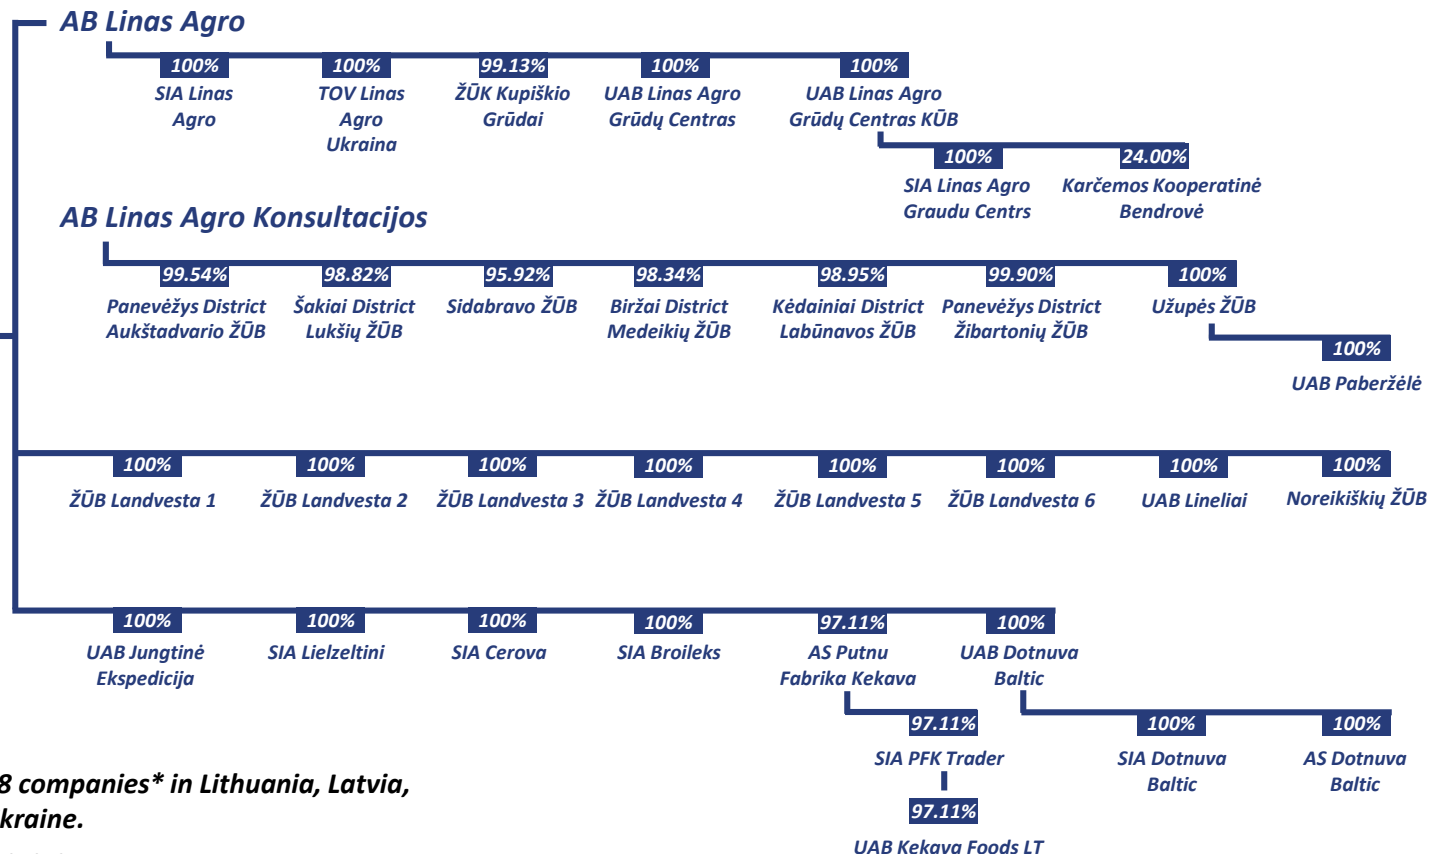 AB Linas Agro
100% 100% 99.13% 100% 100%
SIA Linas TOV Linas ŽŪK Kupiškio UAB Linas Agro UAB Linas Agro
Agro Agro Grūdai Grūdų Centras Grūdų Centras KŪB
Ukraina
100% 24.00%
SIA Linas Agro Karčemos Kooperatinė
Graudu Centrs Bendrovė
AB Linas Agro Konsultacijos
99.54% 98.82% 95.92% 98.34% 98.95% 99.90% 100%
Panevėžys District Šakiai District Sidabravo ŽŪB Biržai District Kėdainiai District Panevėžys District Užupės ŽŪB
Aukštadvario ŽŪB Lukšių ŽŪB Medeikių ŽŪB Labūnavos ŽŪB Žibartonių ŽŪB
100%
UAB Paberžėlė
100% 100% 100% 100% 100% 100% 100% 100%
ŽŪB Landvesta 1 ŽŪB Landvesta 2 ŽŪB Landvesta 3 ŽŪB Landvesta 4 ŽŪB Landvesta 5 ŽŪB Landvesta 6 UAB Lineliai Noreikiškių ŽŪB
100% 100% 100% 100% 97.11% 100%
UAB Jungtinė SIA Lielzeltini SIA Cerova SIA Broileks AS Putnu UAB Dotnuva
Ekspedicija Fabrika Kekava Baltic
97.11% 100% 100%
SIA PFK Trader SIA Dotnuva AS Dotnuva
Baltic Baltic
97.11%
UAB Kekava Foods LT
8 companies* in Lithuania, Latvia,
kraine.